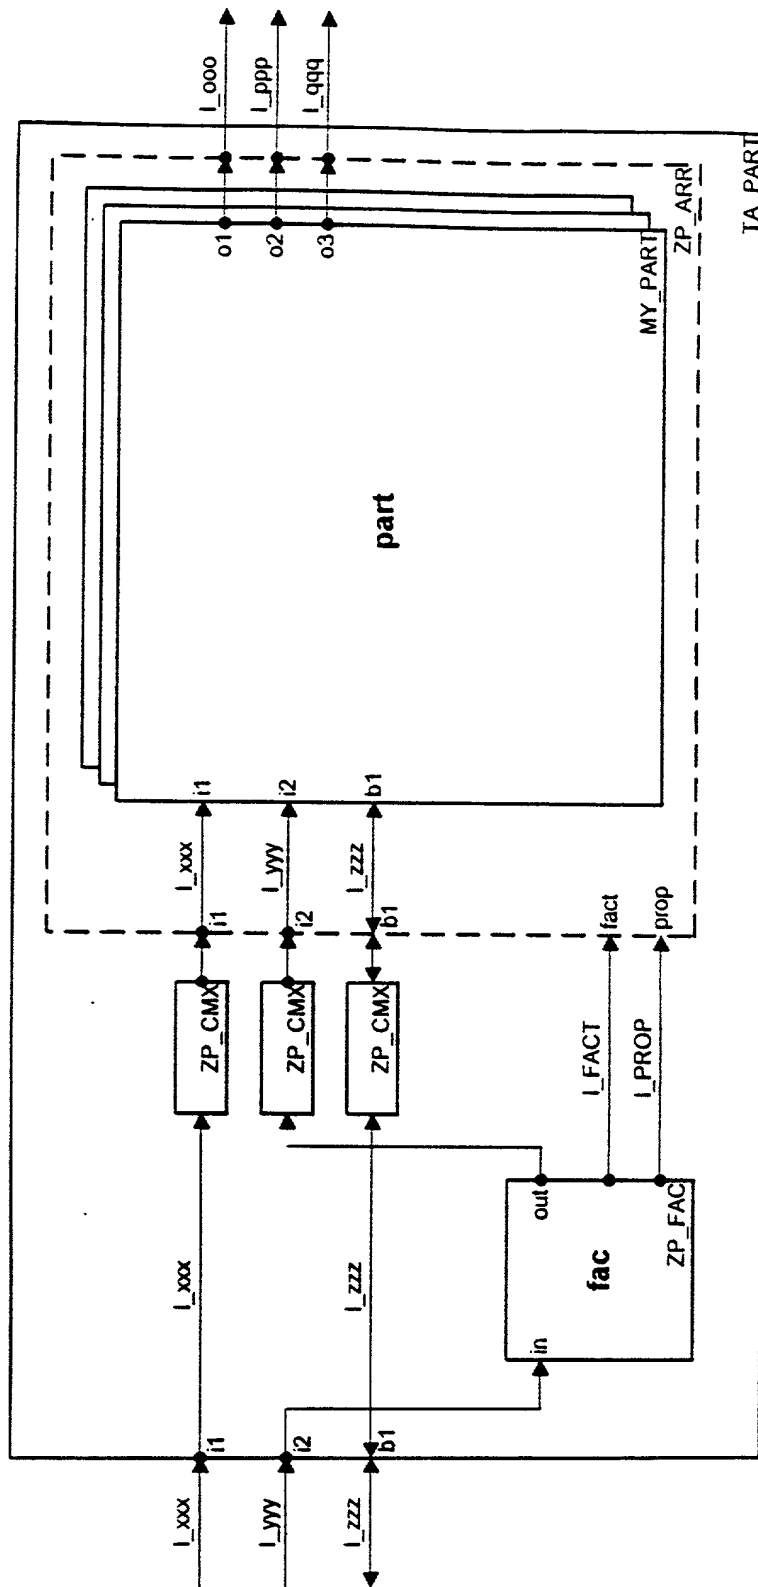 I_xxx
I_yyy
I_zzz
i1
i2
b1
I_xxx
I_zzz
in
fac
ZP_FAC
out
I_FACT
I_PROP
ZP_CMX
ZP_CMX
ZP_CMX
i1
i2
b1
fact
prop
I_xxx
I_yyy
I_zzz
i1
i2
b1
part
o1
o2
o3
MY_PART
ZP_ARR
I_ooo
I_ppp
I_qqq